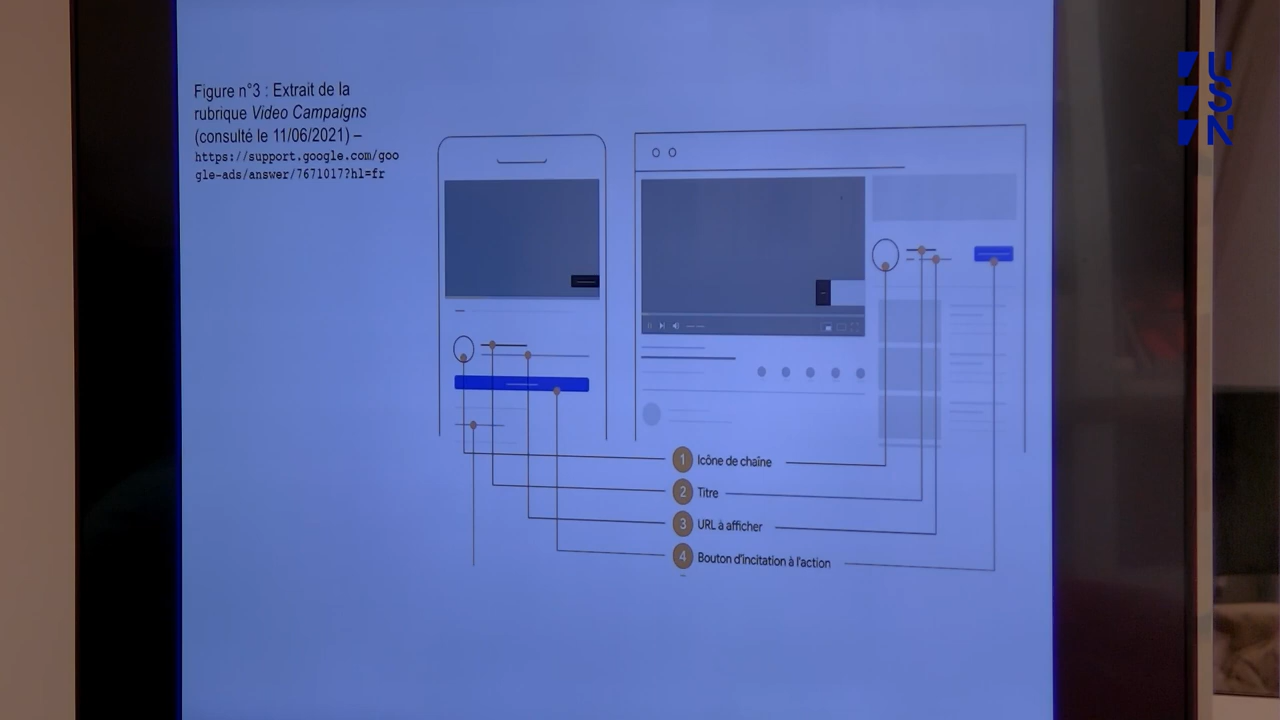 Figure n°3 : Extrait de la
rubrique Video Campaigns
(consulté le 11/06/2021) –
https://support.google.com/goo
gle-ads/answer/7671017?hl=fr
1 Icône de chaîne
2 Titre
3 URL à afficher
4 Bouton d'incitation à l'action
USN